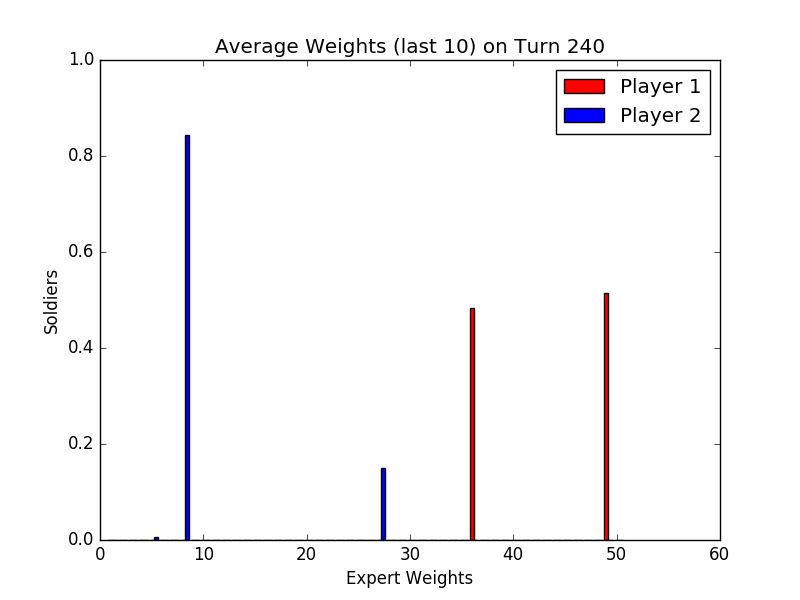 Average Weights (last 10) on Turn 240
1.0
0.8
0.6
0.4
0.2
0.0
Soldiers
Player 1
Player 2
0 10 20 30 40 50 60
Expert Weights